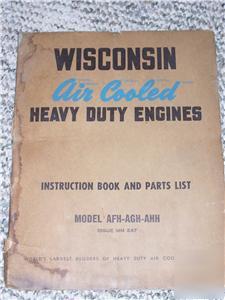 WISCONSIN
Air Cooled
HEAVY DUTY ENGINES
INSTRUCTION BOOK AND PARTS LIST
MODEL AFH-AGH-AHH
ISSUE
WORLD'S LARGEST BUILDERS OF HEAVY DUTY AIR COO